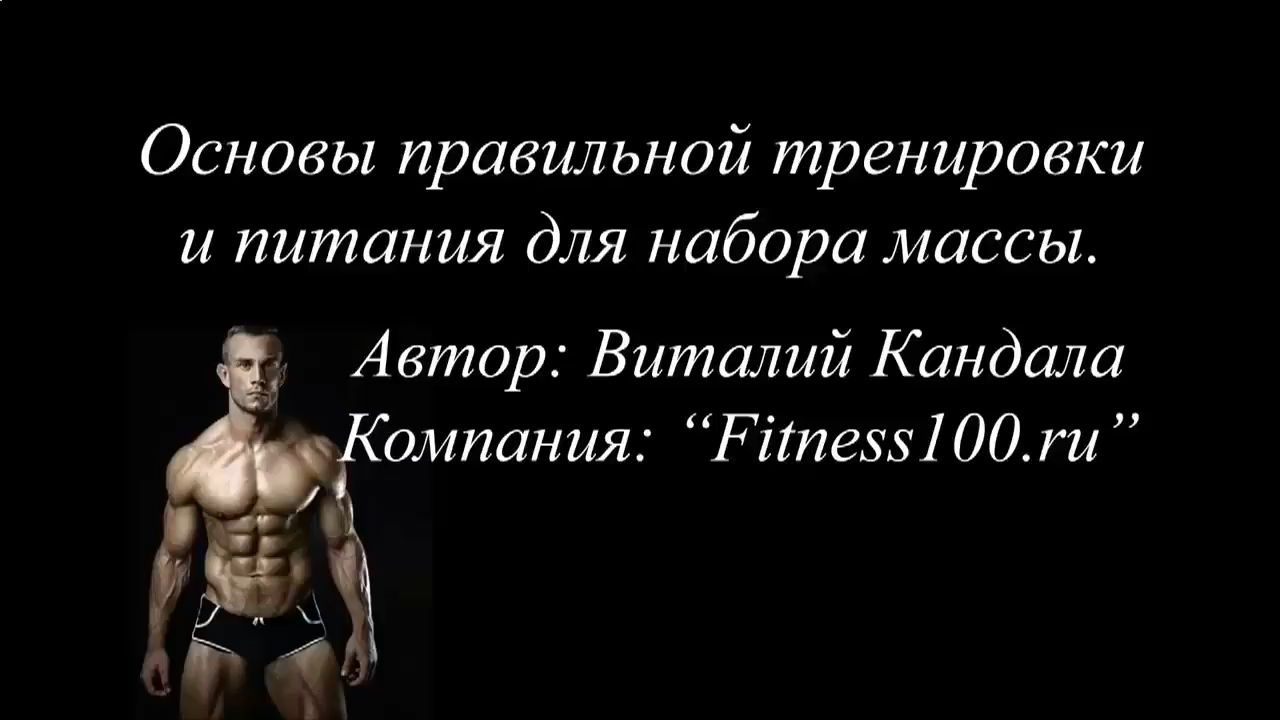 Основы правильной тренировки
и питания для набора массы.
Автор: Виталий Кандала
Компания: “Fitness100.ru”